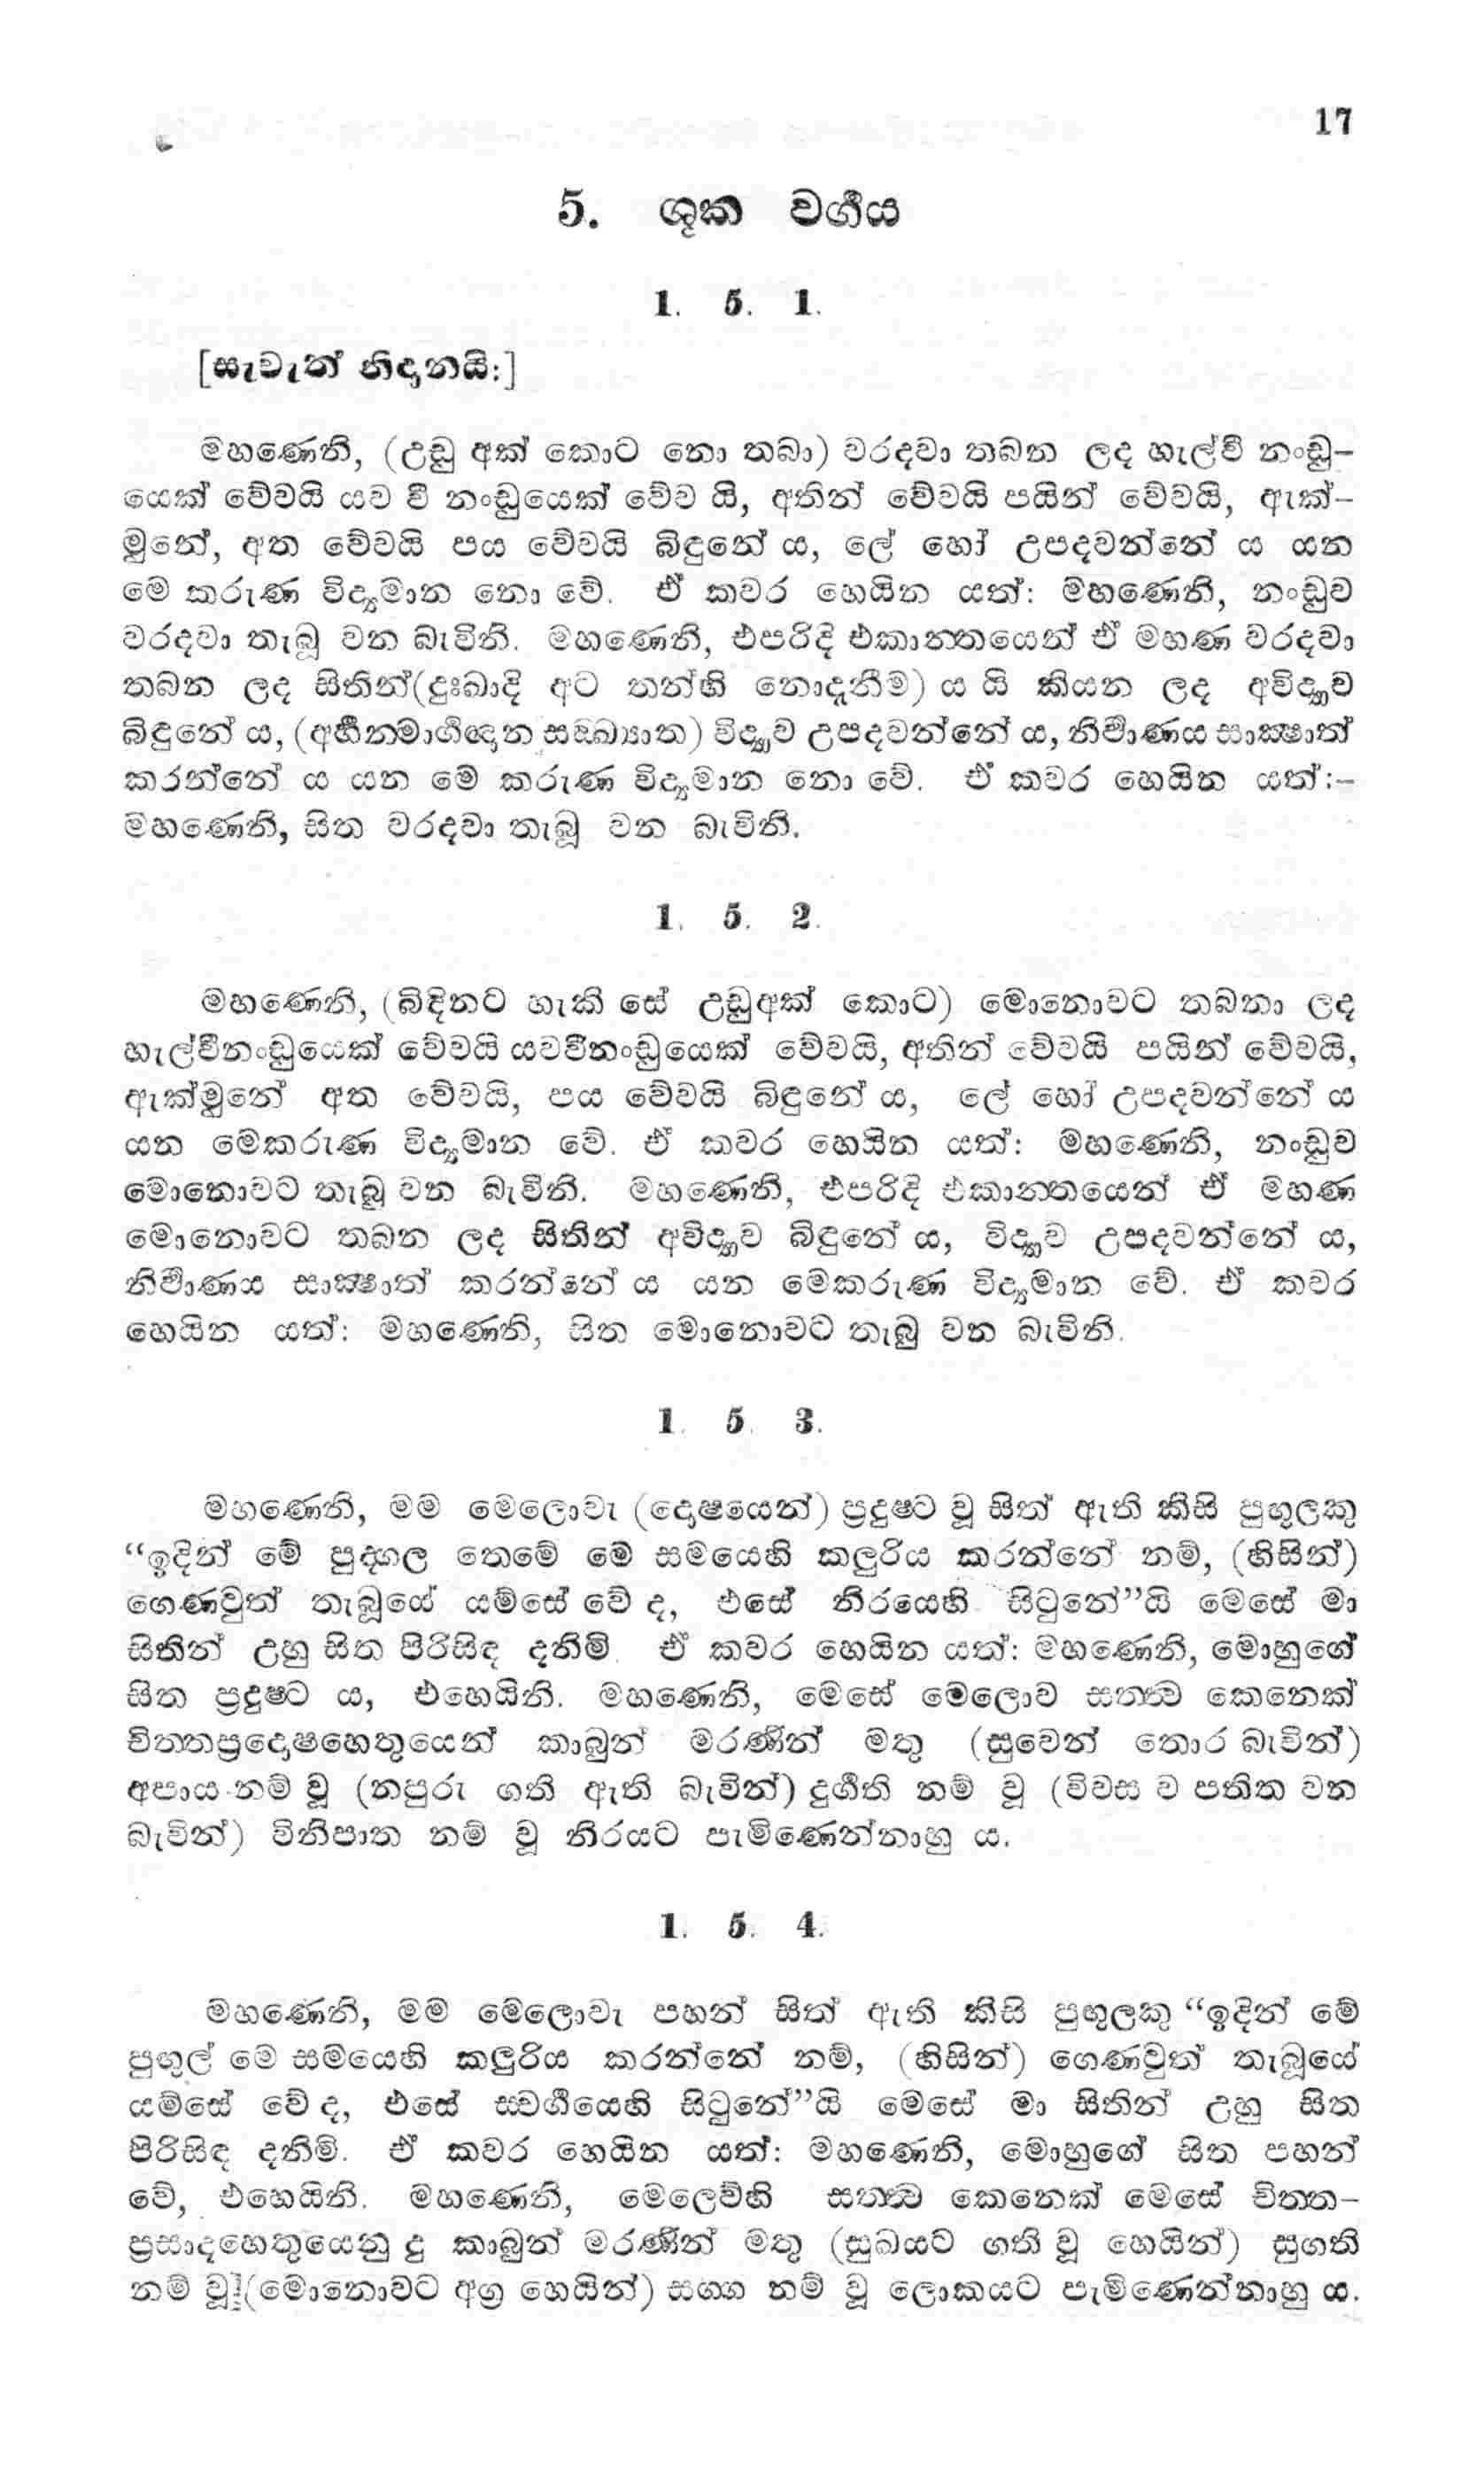 17
5. ශූක වර්‍ගය
1. 5. 1.
[සැවැත් නිදානයි:]
මහණෙනි, (උඩු අක් කොට නො තබා) වරදවා තබන ලද හැල්වී නංඩු-
යෙක් වේවයි යව වී නංඩුයෙක් වේව යි, අතින් වේවයි පයින් වේවයි, ඇක්-
මුනේ, අත වේවයි පය වේවයි බිඳුනේ ය, ලේ හෝ උපදවන්නේ ය යන
මෙ කරුණ විද්‍යමාන නො වේ. ඒ කවර හෙයින යත්: මහණෙනි, නංඩුව
වරදවා තැබූ වන බැවිනි. මහණෙනි, එපරිදි එකාන්‍තයෙන් ඒ මහණ වරදවා
තබන ලද සිතින්(දුඃඛාදි අට තන්හි නොදැනීම) ය යි කියන ලද අවිද්‍යාව
බිඳුනේ ය, (අර්‍හත්‍මාර්‍ගඥාන සඞ්ඛ්‍යාත) විද්‍යාව උපදවන්නේ ය, නිර්‍වාණය සාක්‍ෂාත්
කරන්නේ ය යන මේ කරුණ විද්‍යමාන නො වේ. ඒ කවර හෙයින යත්:-
මහණෙනි, සිත වරදවා තැබූ වන බැවිනි.
1. 5. 2.
මහණෙනි, (බිඳිනට හැකි සේ උඩුඅක් කොට) මොනොවට තබනා ලද
හැල්වීනංඩුයෙක් වේවයි යවවීනංඩුයෙක් වේවයි, අතින් වේවයි පයින් වේවයි,
ඇක්මුනේ අත වේවයි, පය වේවයි බිඳුනේ ය, ලේ හෝ උපදවන්නේ ය
යන මෙකරුණ විද්‍යමාන වේ. ඒ කවර හෙයින යත්: මහණෙනි, නංඩුව
මොනොවට තැබු වන බැවිනි. මහණෙනි, එපරිදි එකාන්‍තයෙන් ඒ මහණ
මොනොවට තබන ලද සිතින් අවිද්‍යාව බිඳුනේ ය, විද්‍යාව උපදවන්නේ ය,
නිර්‍වාණය සාක්‍ෂාත් කරන්නේ ය යන මෙකරුණ විද්‍යමාන වේ. ඒ කවර
හෙයින යත්: මහණෙනි, සිත මොනොවට තැබු වන බැවිනි.
1. 5. 3.
මහණෙනි, මම මෙලොවැ (දොෂයෙන්) ප්‍රදුෂ්ට වූ සිත් ඇති කිසි පුඟුලකු
“ඉදින් මේ පුද්ගල තෙමේ මේ සමයෙහි කලුරිය කරන්නේ නම්, (හිසින්)
ගෙණවුත් තැබූයේ යම්සේ වේ ද, එසේ නිරයෙහි සිටුනේ”යි මෙසේ මා
සිතින් උහු සිත පිරිසිඳ දනිමි. ඒ කවර හෙයින යත්: මහණෙනි, මොහුගේ
සිත ප්‍රදුෂ්ට ය, එහෙයිනි. මහණෙනි, මෙසේ මෙලොව සත්‍ත්‍ව කෙනෙක්
චිත්‍තප්‍රදොෂහෙතුයෙන් කාබුන් මරණින් මතු (සුවෙන් තොර බැවින්)
අපාය නම් වූ (නපුරු ගති ඇති බැවින්) දුර්‍ගති නම් වූ (විවස ව පතිත වන
බැවින්) විනිපාත නම් වූ නිරයට පැමිණෙන්නාහු ය.
1. 5. 4.
මහණෙනි, මම මෙලොවැ පහන් සිත් ඇති කිසි පුඟුලකු “ඉදින් මේ
පුඟුල් මේ සමයෙහි කලුරිය කරන්නේ නම්, (හිසින්) ගෙණවුත් තැබූයේ
යම්සේ වේ ද, එසේ ස්වර්‍ගයෙහි සිටුනේ”යි මෙසේ මා සිතින් උහු සිත
පිරිසිඳ දනිමි. ඒ කවර හෙයින යත්: මහණෙනි, මොහුගේ සිත පහන්
වේ, එහෙයිනි. මහණෙනි, මෙලෙව්හි සත්‍ත්‍ව කෙනෙක් මෙසේ චිත්‍ත-
ප්‍රසාදහෙතුයෙනු දු කාබුන් මරණින් මතු (සුඛයට ගති වූ හෙයින්) සුගති
නම් වූ (මොනොවට අග්‍ර හෙයින්) සග්ග නම් වූ ලොකයට පැමිණෙන්නාහු ය.